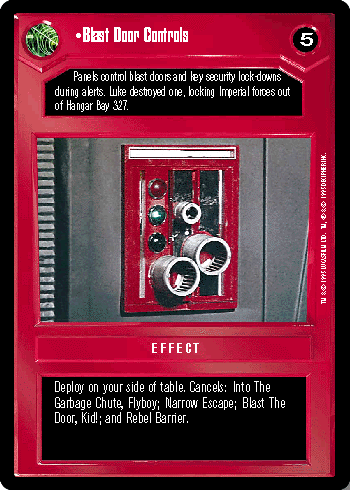 •Blast Door Controls
5
Panels control blast doors and key security lock-downs
during alerts. Luke destroyed one, locking Imperial forces out
of Hangar Bay 327.
EFFECT
Deploy on your side of table. Cancels: Into The
Garbage Chute, Flyboy; Narrow Escape; Blast The
Door, Kid!; and Rebel Barrier.